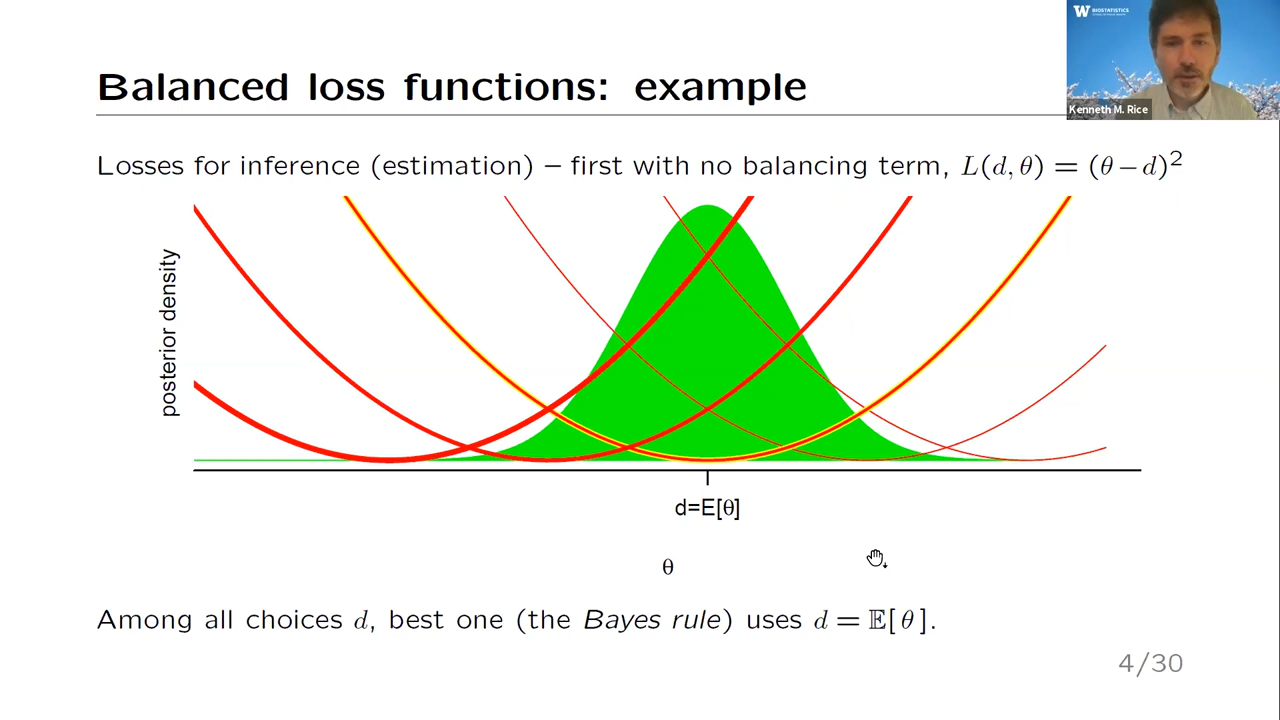 W BIOSTATISTICS
Kenneth M. Rice
Balanced loss functions: example
Losses for inference (estimation) – first with no balancing term, L(d, θ) = (θ – d)²
posterior density
d=E[θ]
θ
Among all choices d, best one (the Bayes rule) uses d = 𝔼[θ].
4/30